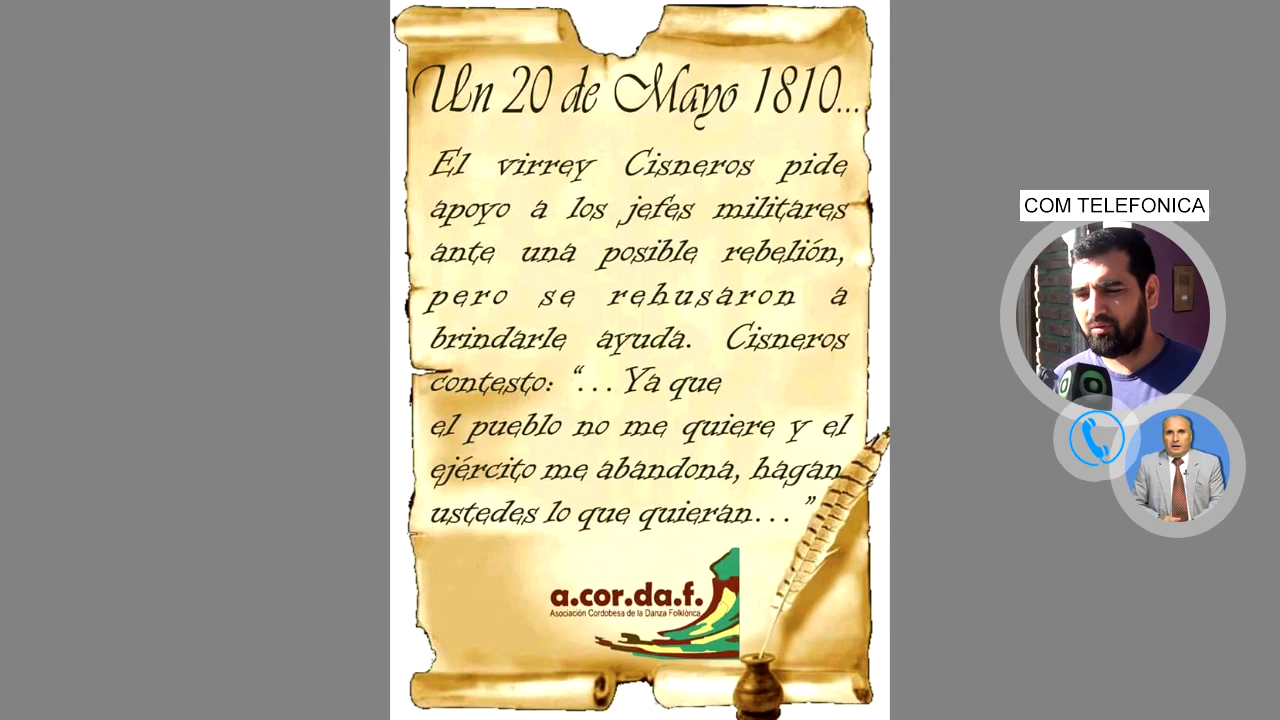 Un 20 de Mayo 1810...
El virrey Cisneros pide
apoyo a los jefes militares
ante una posible rebelión,
pero se rehusaron a
brindarle ayuda. Cisneros
contesto: “... Ya que
el pueblo no me quiere y el
ejército me abandona, hagan
ustedes lo que quieran... ”
a.cor.da.f.
Asociación Cordobesa de la Danza Folklórica
COM TELEFONICA